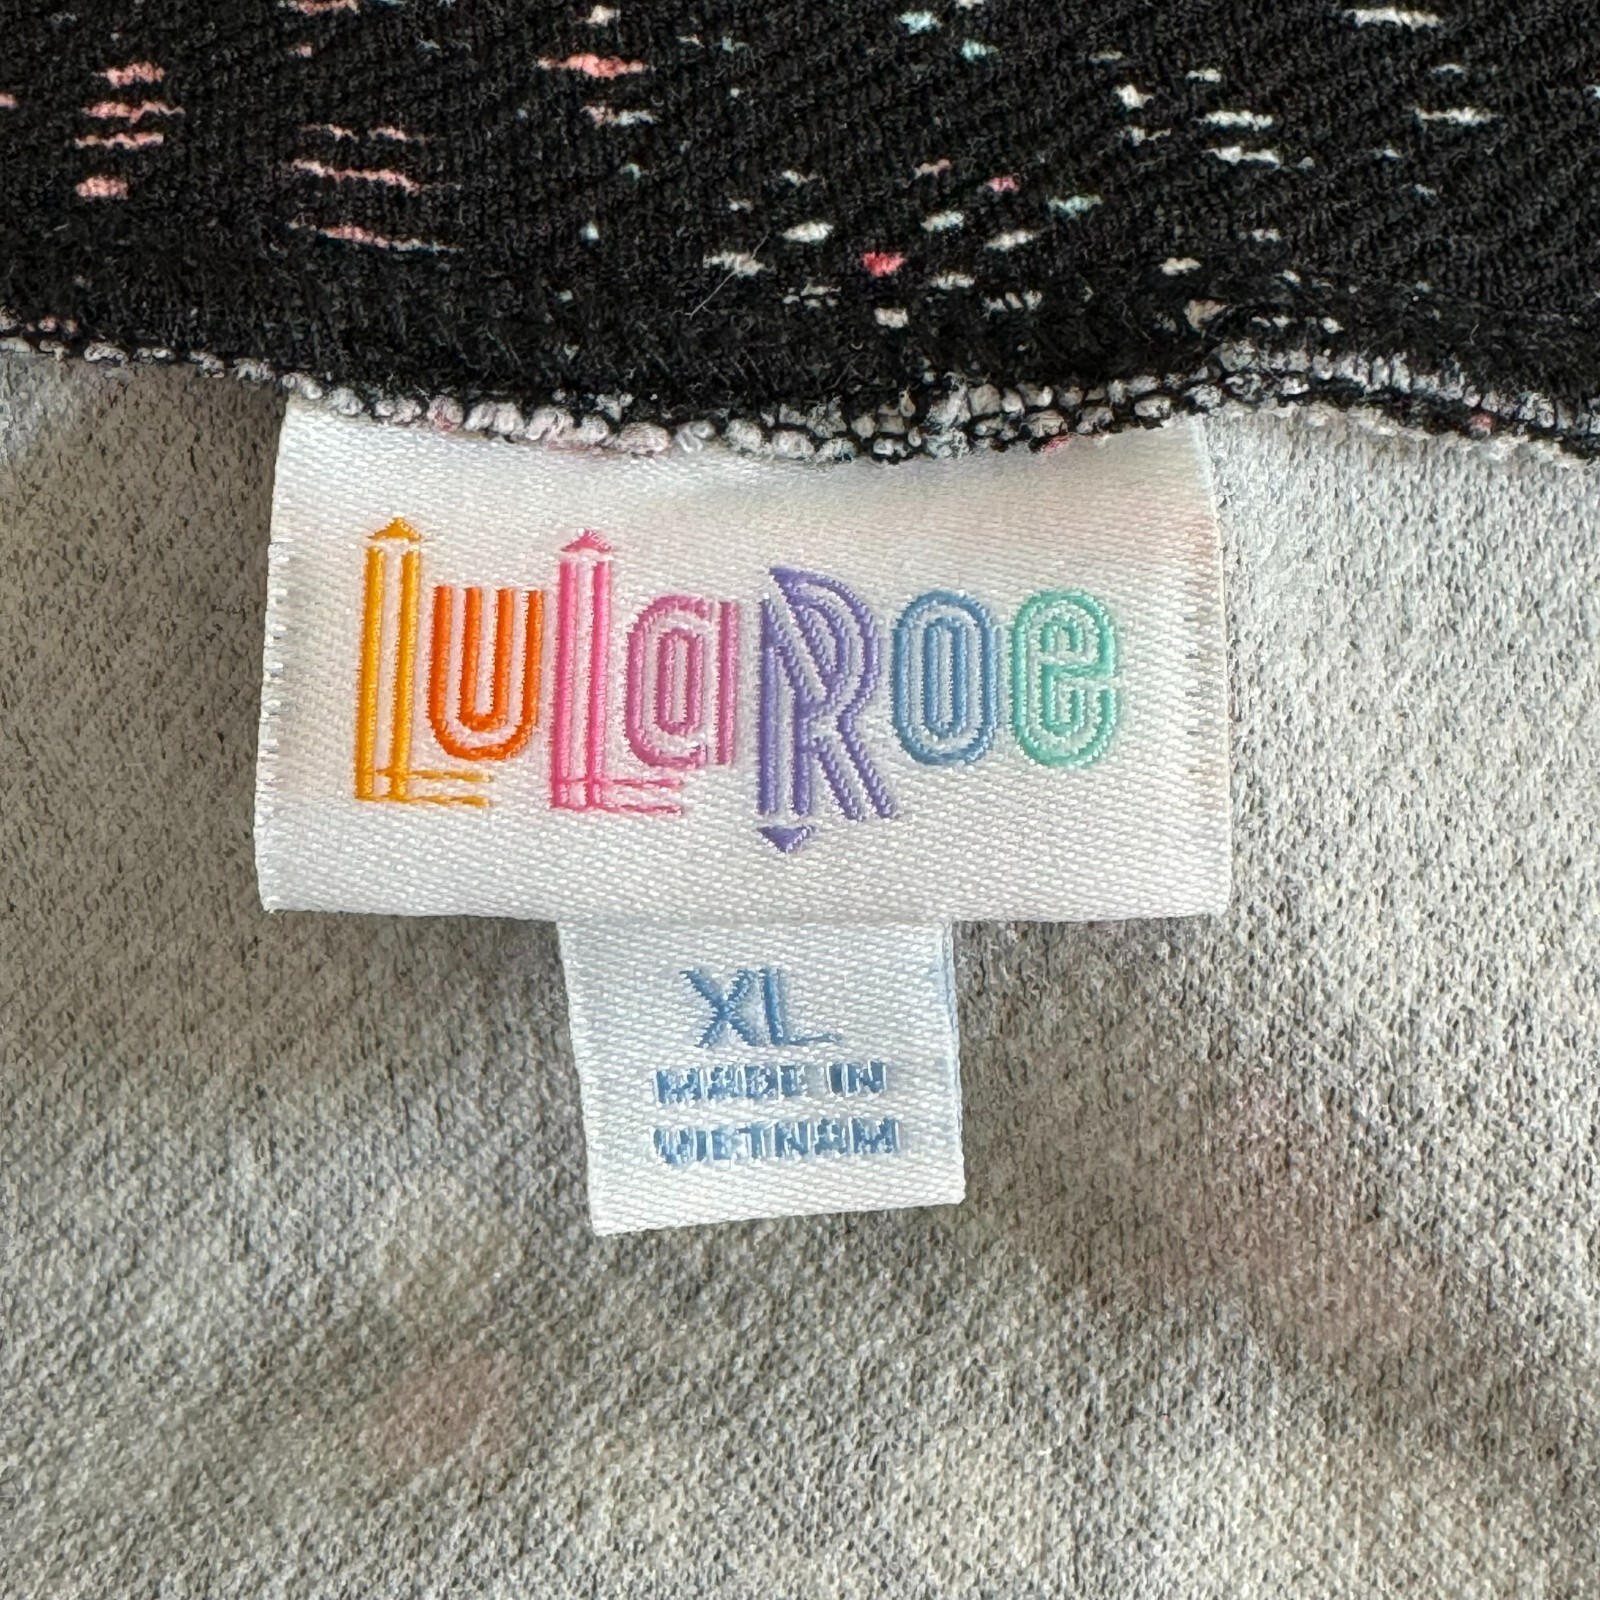 LuLaRoe
XL
MADE IN
VIETNAM